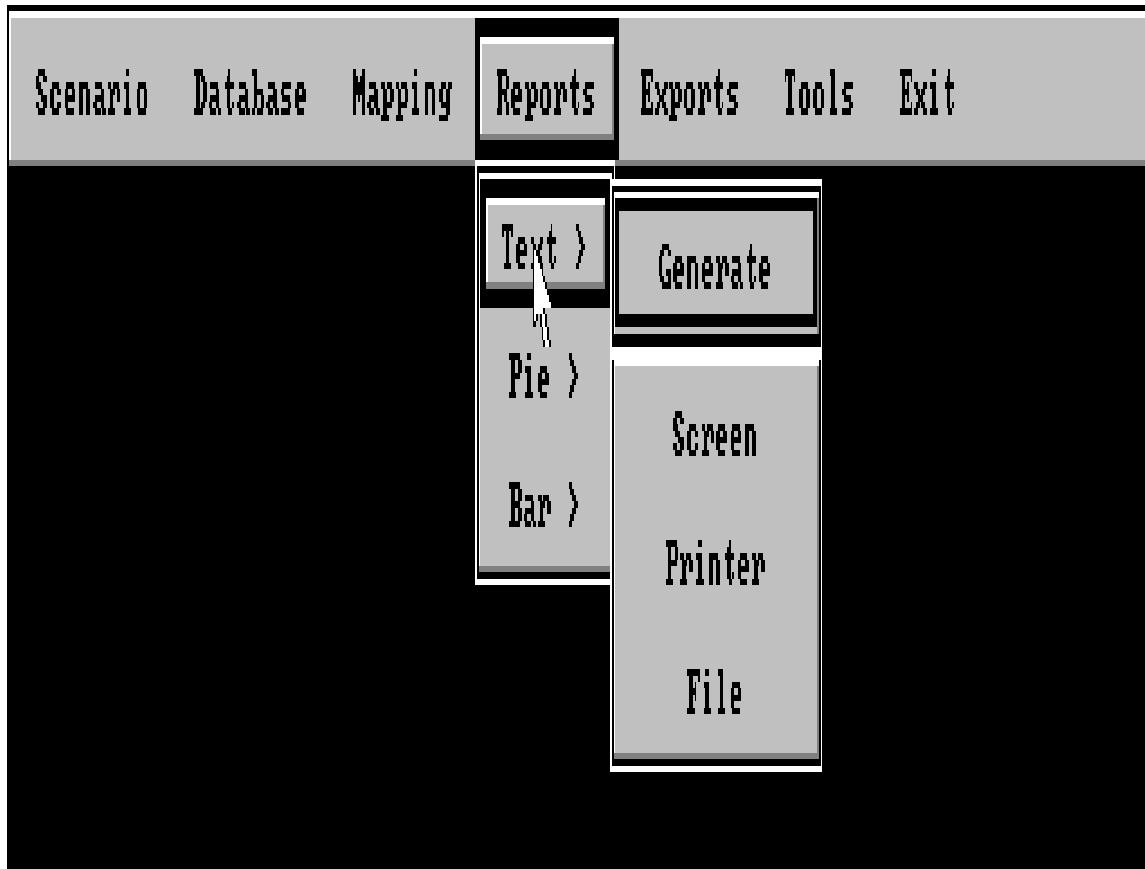 Scenario Database Mapping Reports Exports Tools Exit
Text >
Generate
Pie >
Screen
Bar >
Printer
File